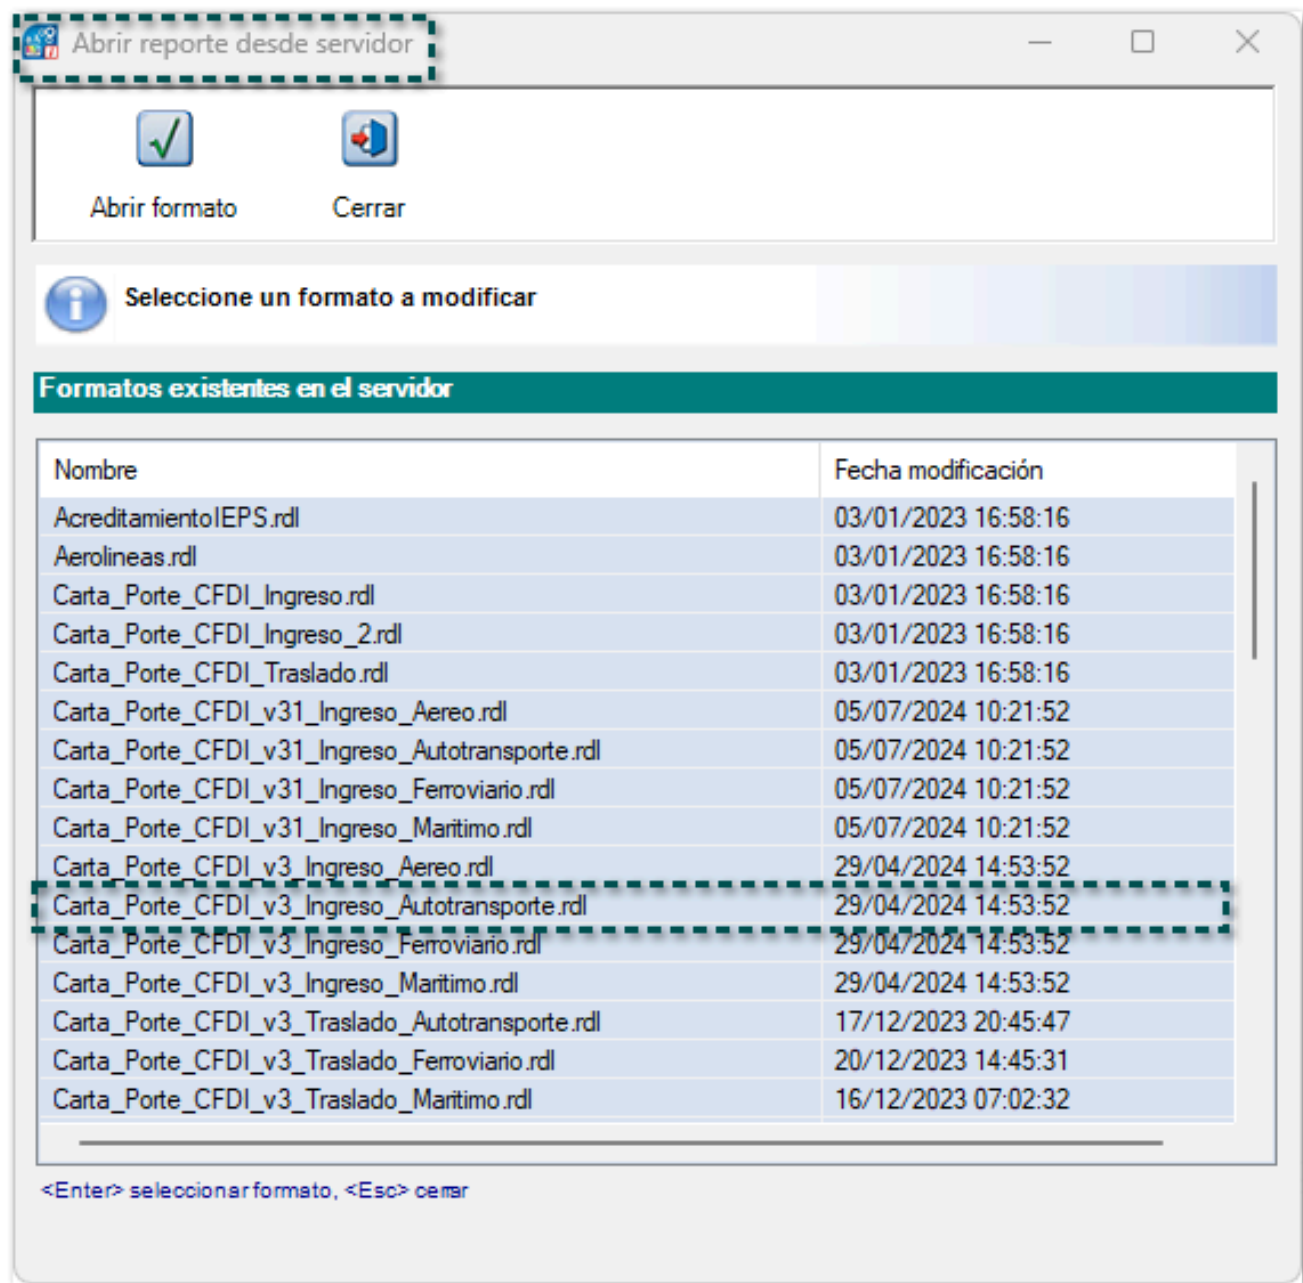 Abrir reporte desde servidor
Abrir formato Cerrar
Seleccione un formato a modificar
Formatos existentes en el servidor
Nombre Fecha modificación
AcreditamientoIEPS.rdl 03/01/2023 16:58:16
Aerolineas.rdl 03/01/2023 16:58:16
Carta_Porte_CFDI_Ingreso.rdl 03/01/2023 16:58:16
Carta_Porte_CFDI_Ingreso_2.rdl 03/01/2023 16:58:16
Carta_Porte_CFDI_Traslado.rdl 03/01/2023 16:58:16
Carta_Porte_CFDI_v31_Ingreso_Aereo.rdl 05/07/2024 10:21:52
Carta_Porte_CFDI_v31_Ingreso_Autotransporte.rdl 05/07/2024 10:21:52
Carta_Porte_CFDI_v31_Ingreso_Ferroviario.rdl 05/07/2024 10:21:52
Carta_Porte_CFDI_v31_Ingreso_Maritimo.rdl 05/07/2024 10:21:52
Carta_Porte_CFDI_v3_Ingreso_Aereo.rdl 29/04/2024 14:53:52
Carta_Porte_CFDI_v3_Ingreso_Autotransporte.rdl 29/04/2024 14:53:52
Carta_Porte_CFDI_v3_Ingreso_Ferroviario.rdl 29/04/2024 14:53:52
Carta_Porte_CFDI_v3_Ingreso_Maritimo.rdl 29/04/2024 14:53:52
Carta_Porte_CFDI_v3_Traslado_Autotransporte.rdl 17/12/2023 20:45:47
Carta_Porte_CFDI_v3_Traslado_Ferroviario.rdl 20/12/2023 14:45:31
Carta_Porte_CFDI_v3_Traslado_Maritimo.rdl 16/12/2023 07:02:32
<Enter> seleccionar formato, <Esc> cerrar